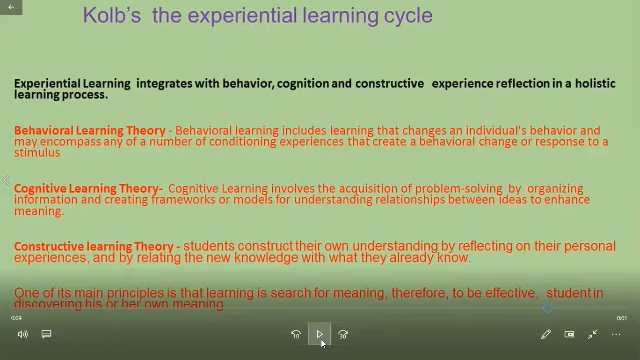 Kolb's the experiential learning cycle
Experiential Learning integrates with behavior, cognition and constructive experience reflection in a holistic
learning process.
Behavioral Learning Theory - Behavioral learning includes learning that changes an individual's behavior and
may encompass any of a number of conditioning experiences that create a behavioral change or response to a
stimulus
Cognitive Learning Theory- Cognitive Learning involves the acquisition of problem-solving by organizing
information and creating frameworks or models for understanding relationships between ideas to enhance
meaning.
Constructive learning Theory - students construct their own understanding by reflecting on their personal
experiences, and by relating the new knowledge with what they already know.
One of its main principles is that learning is search for meaning, therefore, to be effective, student in
discovering his or her own meaning
0:09
0:01
10
30